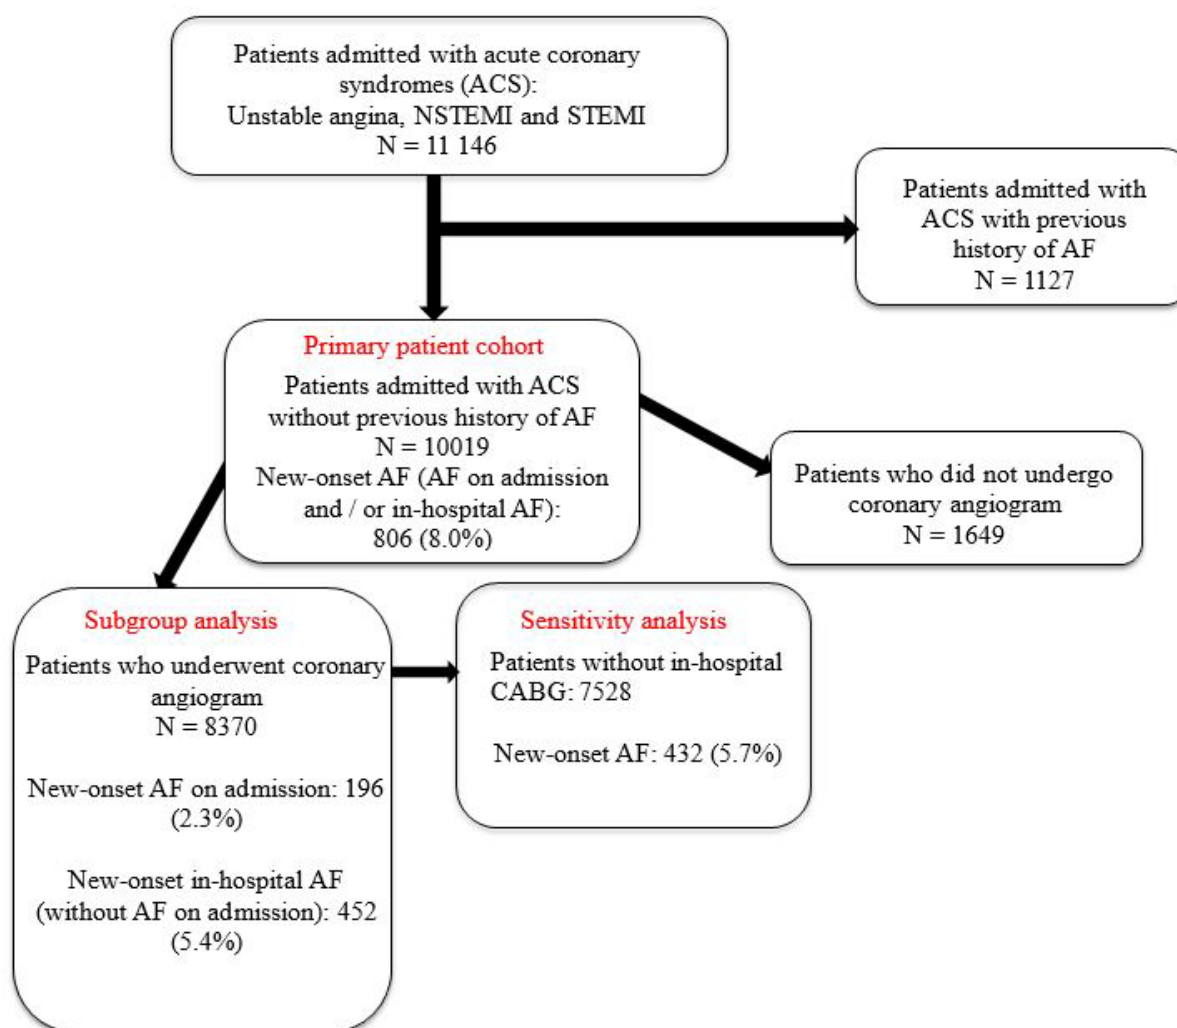 Patients admitted with acute coronary
syndromes (ACS):
Unstable angina, NSTEMI and STEMI
N = 11 146
Patients admitted with
ACS with previous
history of AF
N = 1127
Primary patient cohort
Patients admitted with ACS
without previous history of AF
N = 10019
New-onset AF (AF on admission
and / or in-hospital AF):
806 (8.0%)
Patients who did not undergo
coronary angiogram
N = 1649
Subgroup analysis
Patients who underwent coronary
angiogram
N = 8370
New-onset AF on admission: 196
(2.3%)
New-onset in-hospital AF
(without AF on admission): 452
(5.4%)
Sensitivity analysis
Patients without in-hospital
CABG: 7528
New-onset AF: 432 (5.7%)